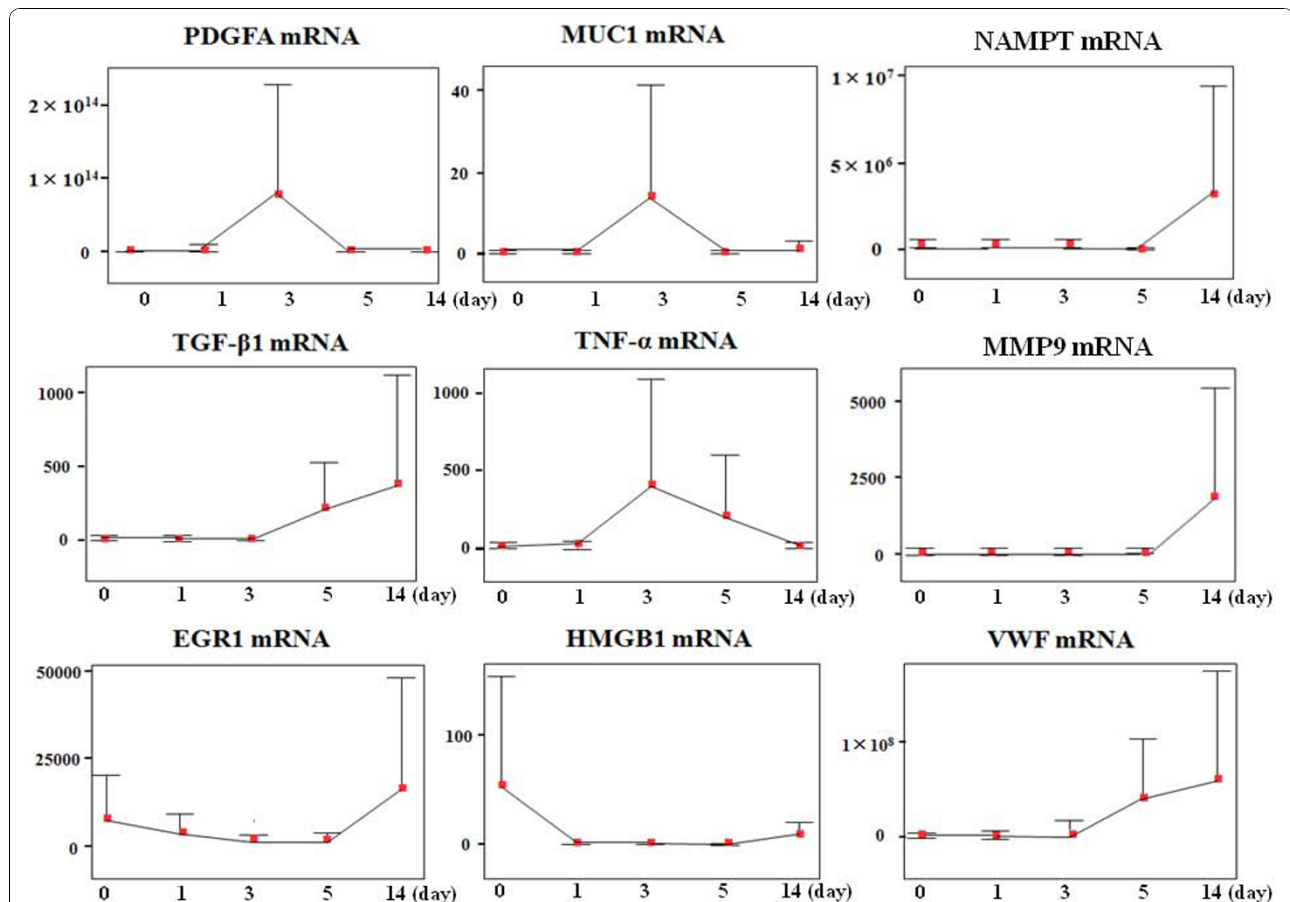 PDGFA mRNA
MUC1 mRNA
NAMPT mRNA
2 × 10¹⁴
1 × 10¹⁴
0
40
20
0
1 × 10⁷
5 × 10⁶
0
0 1 3 5 14 (day)
0 1 3 5 14 (day)
0 1 3 5 14 (day)
TGF-β1 mRNA
TNF-α mRNA
MMP9 mRNA
1000
500
0
1000
500
0
5000
2500
0
0 1 3 5 14 (day)
0 1 3 5 14 (day)
0 1 3 5 14 (day)
EGR1 mRNA
HMGB1 mRNA
VWF mRNA
50000
25000
0
100
0
1 × 10⁸
0
0 1 3 5 14 (day)
0 1 3 5 14 (day)
0 1 3 5 14 (day)